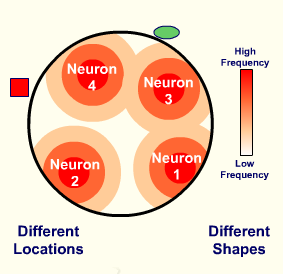 High
Frequency
Neuron
4
Neuron
3
Neuron
2
Neuron
1
Low
Frequency
Different
Locations
Different
Shapes